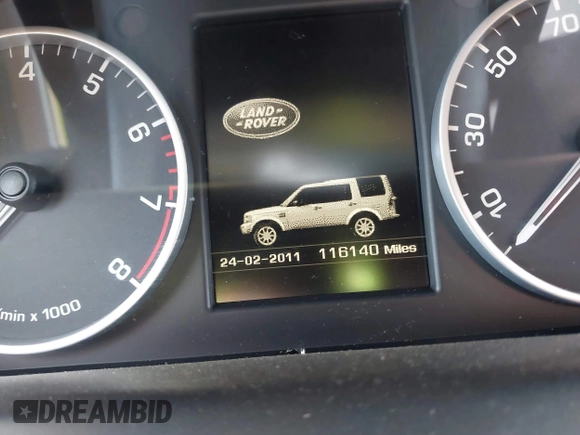 4
5
6
7
8
/min x 1000
LAND-
-ROVER
24-02-2011 116140 Miles
70
50
30
10
DREAMBID